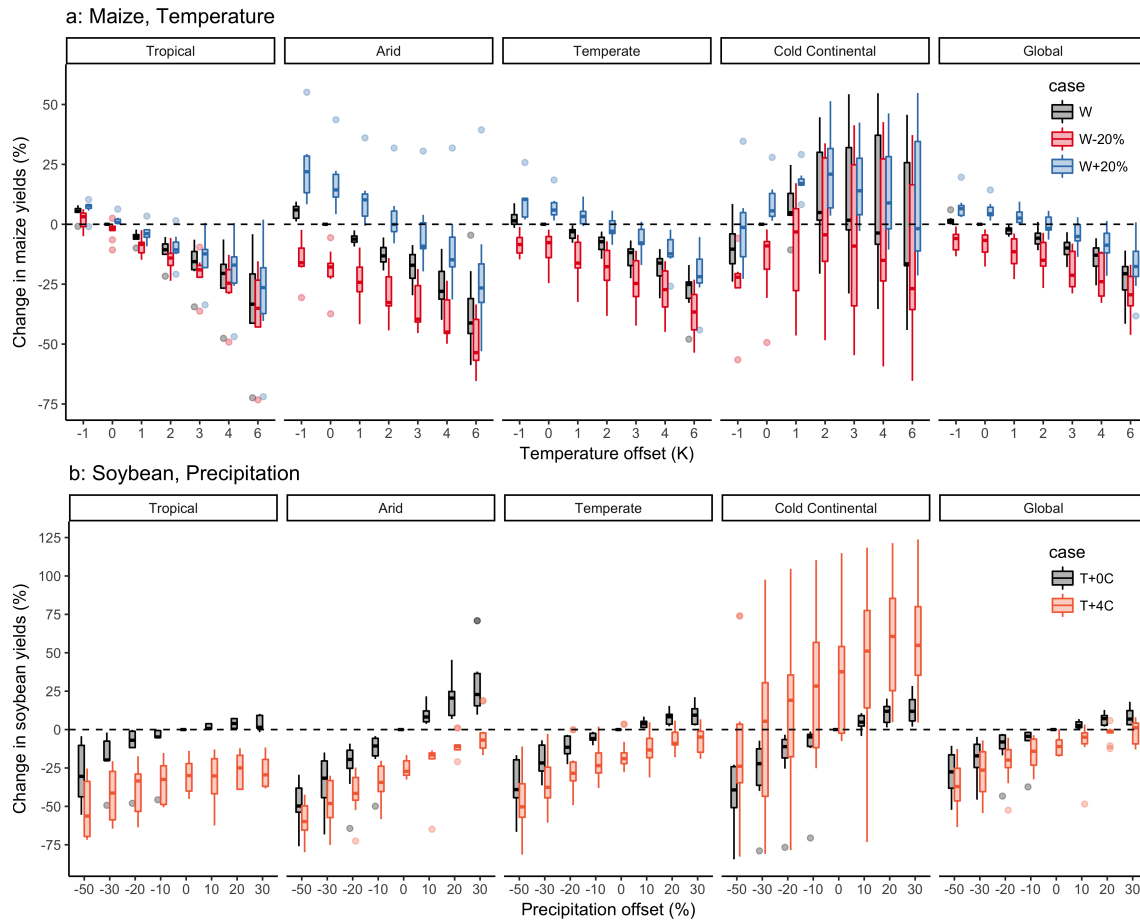 a: Maize, Temperature
Tropical Arid Temperate Cold Continental Global
Change in maize yields (%)
50
25
0
-25
-50
-75
case
W
W-20%
W+20%
-1 0 1 2 3 4 6 -1 0 1 2 3 4 6 -1 0 1 2 3 4 6 -1 0 1 2 3 4 6 -1 0 1 2 3 4 6
Temperature offset (K)
b: Soybean, Precipitation
Tropical Arid Temperate Cold Continental Global
Change in soybean yields (%)
125
100
75
50
25
0
-25
-50
-75
case
T+0C
T+4C
-50 -30 -20 -10 0 10 20 30 -50 -30 -20 -10 0 10 20 30 -50 -30 -20 -10 0 10 20 30 -50 -30 -20 -10 0 10 20 30 -50 -30 -20 -10 0 10 20 30
Precipitation offset (%)